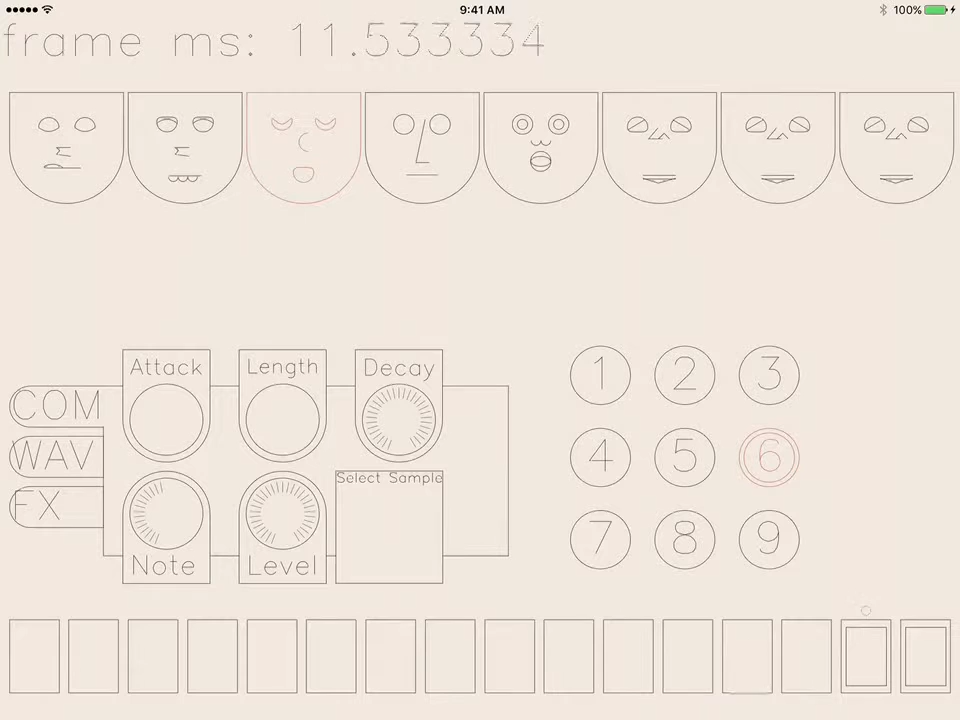 9:41 AM
100%
frame ms: 11.533334
Attack Length Decay
COM
WAV
FX
Select Sample
Note Level
1 2 3
4 5 6
7 8 9